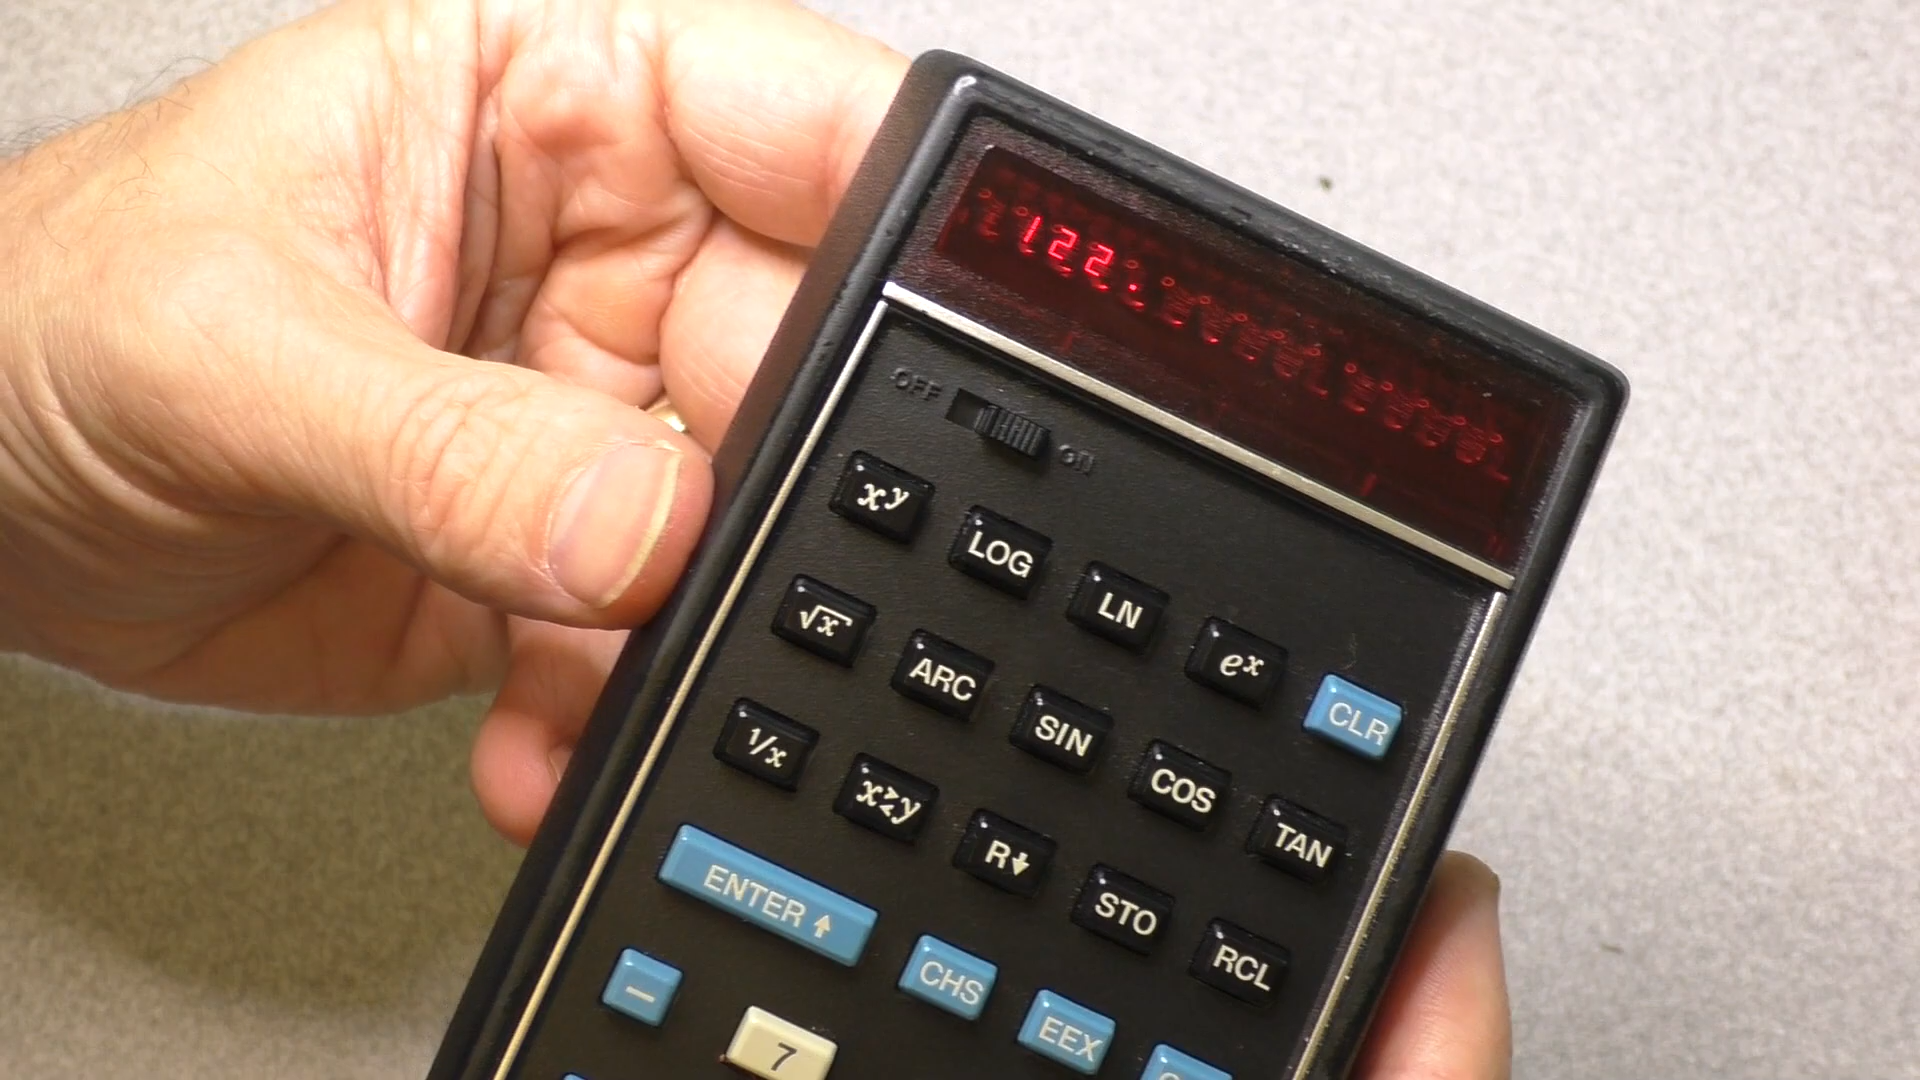 122.
OFF ON
xʸ LOG LN eˣ CLR
√x ARC SIN COS TAN
1/x x≷y R↓ STO RCL
ENTER↑ CHS EEX
− 7